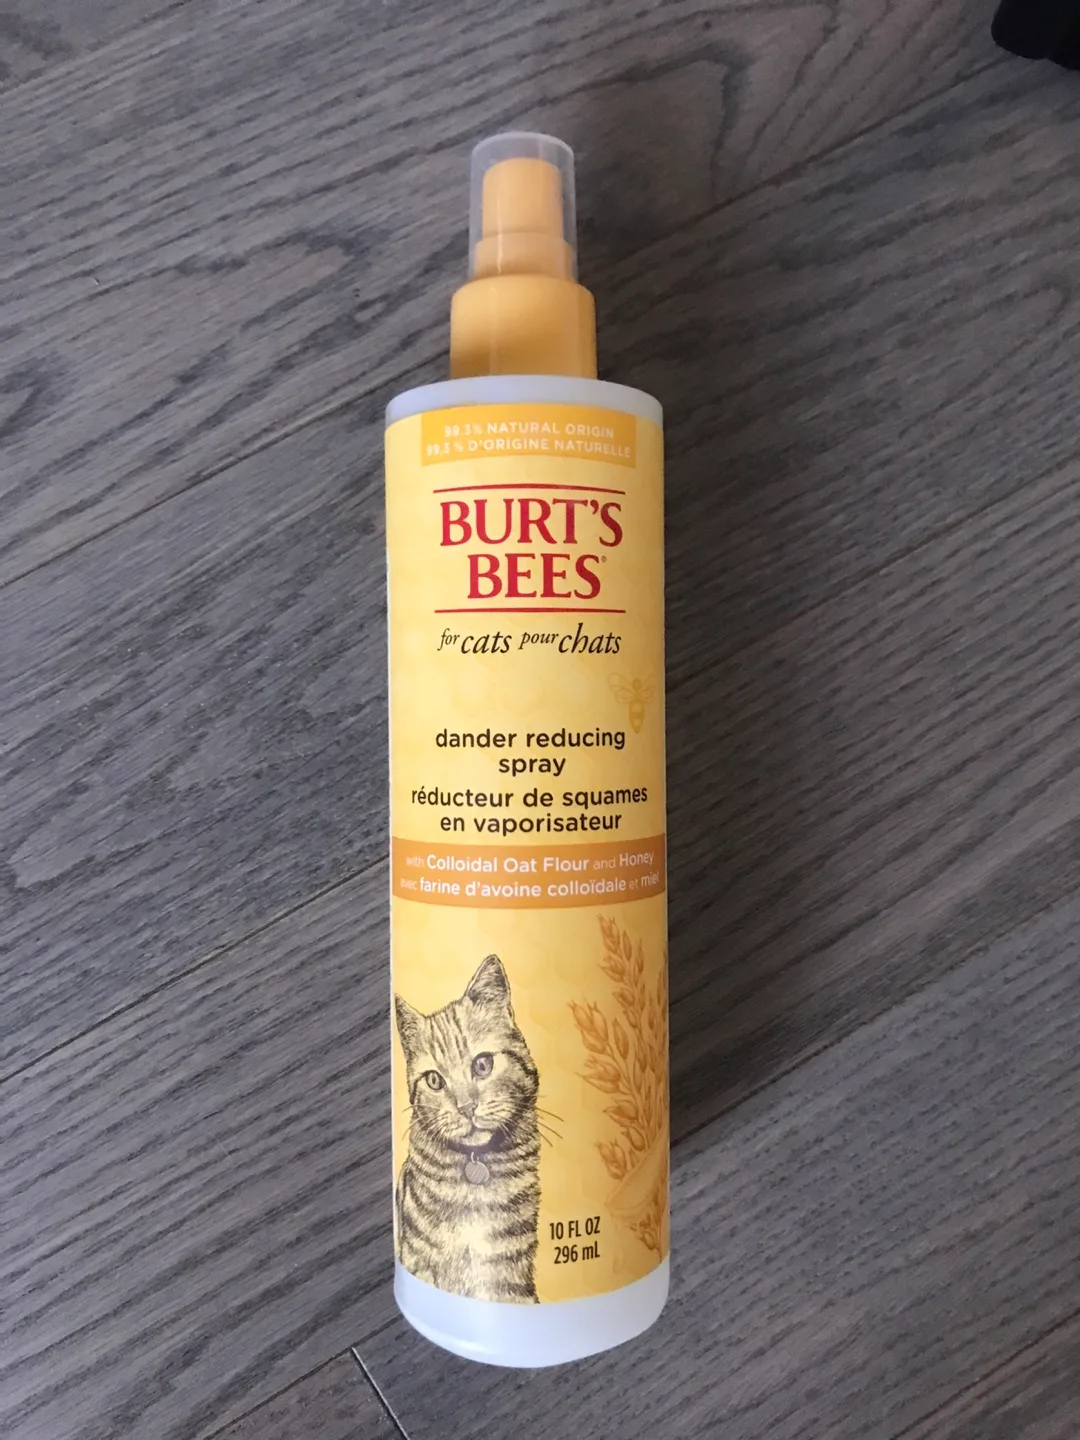 99.3% NATURAL ORIGIN
99,3 % D'ORIGINE NATURELLE
BURT'S
BEES®
for cats pour chats
dander reducing
spray
réducteur de squames
en vaporisateur
with Colloidal Oat Flour and Honey
avec farine d'avoine colloïdale et miel
10 FL OZ
296 mL